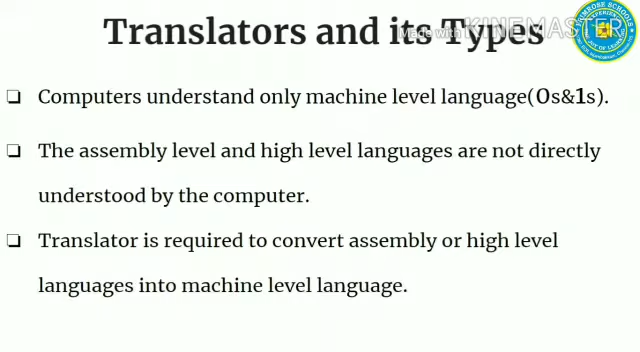 Translators and its Types
Made with KINEMASTER
Computers understand only machine level language(0s&1s).
The assembly level and high level languages are not directly
understood by the computer.
Translator is required to convert assembly or high level
languages into machine level language.